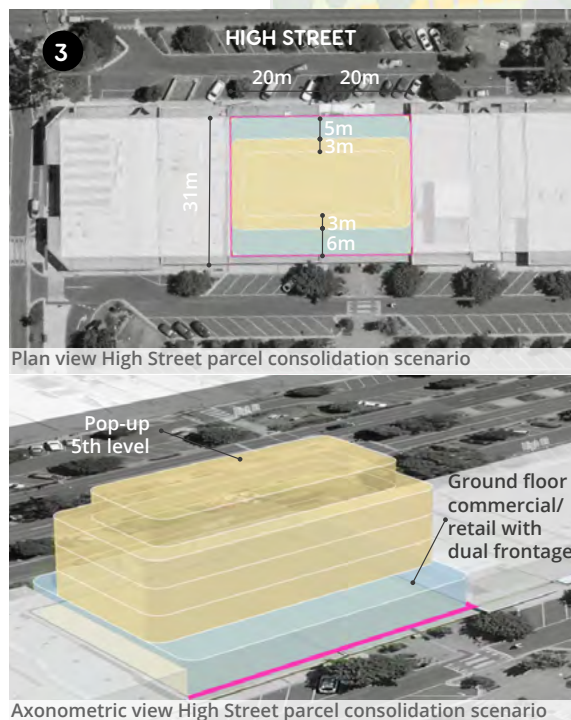 3
HIGH STREET
20m 20m
5m
3m
31m
3m
6m
Plan view High Street parcel consolidation scenario
Pop-up
5th level
Ground floor
commercial/
retail with
dual frontage
Axonometric view High Street parcel consolidation scenario